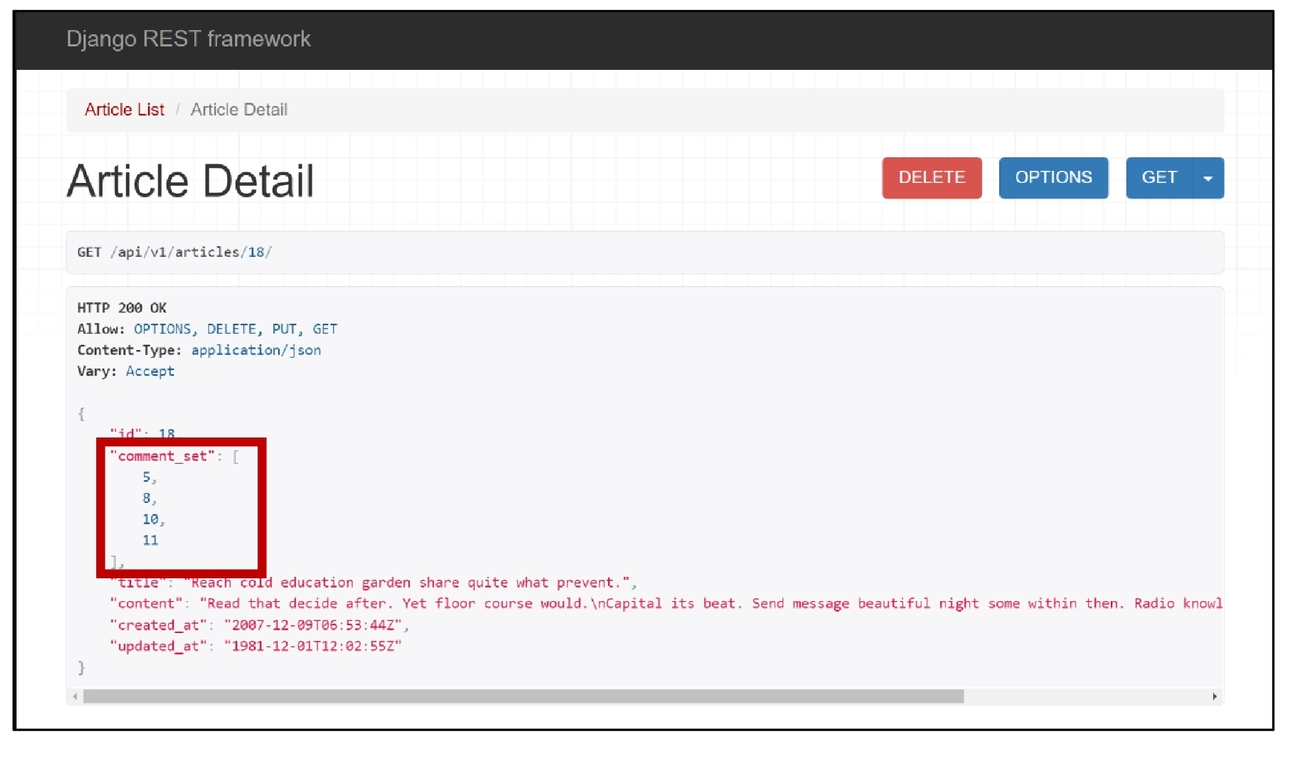 Django REST framework
Article List / Article Detail
Article Detail
DELETE OPTIONS GET
GET /api/v1/articles/18/
HTTP 200 OK
Allow: OPTIONS, DELETE, PUT, GET
Content-Type: application/json
Vary: Accept
{
"id": 18,
"comment_set": [
5,
8,
10,
11
],
"title": "Reach cold education garden share quite what prevent.",
"content": "Read that decide after. Yet floor course would.\nCapital its beat. Send message beautiful night some within then. Radio knowl
"created_at": "2007-12-09T06:53:44Z",
"updated_at": "1981-12-01T12:02:55Z"
}